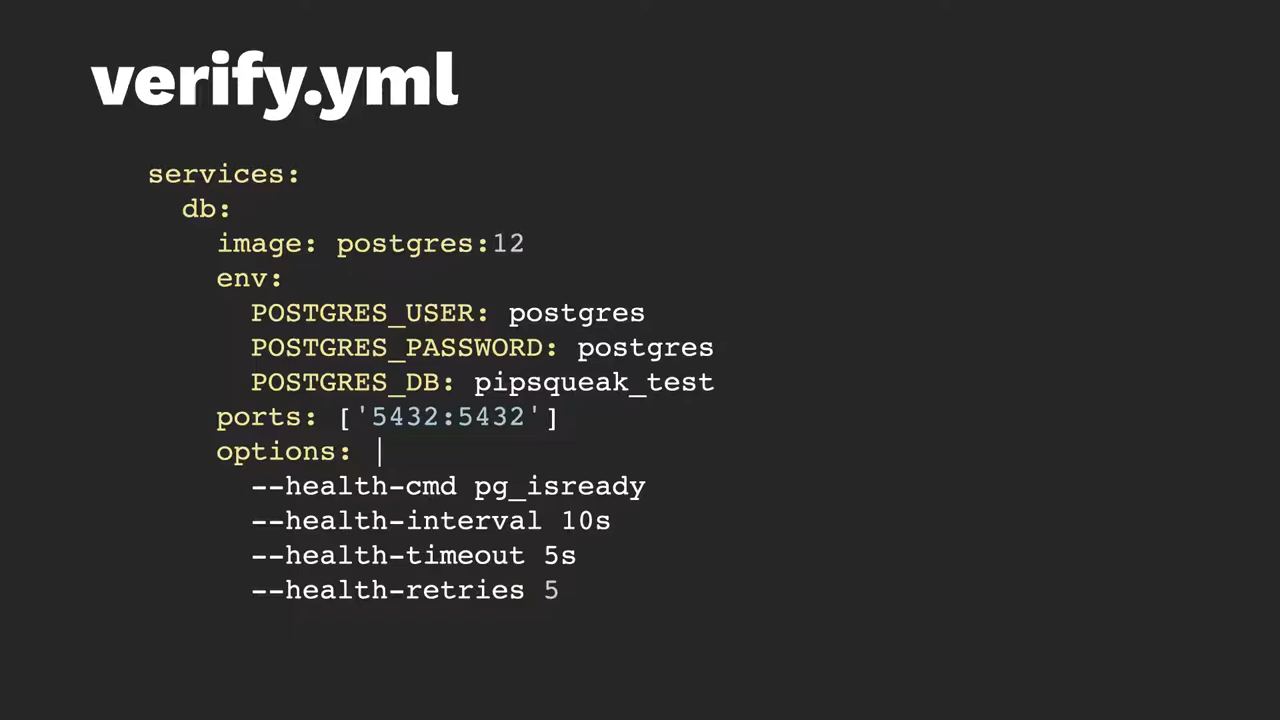 verify.yml
services:
  db:
    image: postgres:12
    env:
      POSTGRES_USER: postgres
      POSTGRES_PASSWORD: postgres
      POSTGRES_DB: pipsqueak_test
    ports: ['5432:5432']
    options: |
      --health-cmd pg_isready
      --health-interval 10s
      --health-timeout 5s
      --health-retries 5